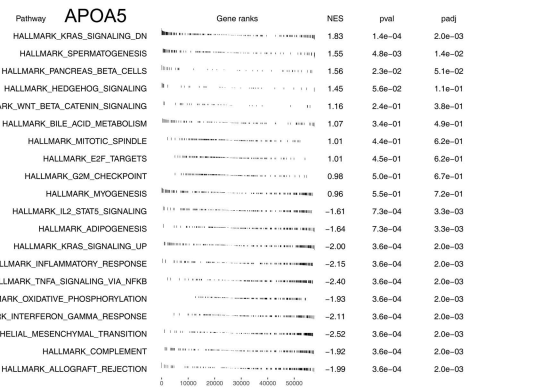 Pathway APOA5 Gene ranks NES pval padj
HALLMARK_KRAS_SIGNALING_DN 1.83 1.4e−04 2.0e−03
HALLMARK_SPERMATOGENESIS 1.55 4.8e−03 1.4e−02
HALLMARK_PANCREAS_BETA_CELLS 1.56 2.3e−02 5.1e−02
HALLMARK_HEDGEHOG_SIGNALING 1.45 5.6e−02 1.1e−01
RK_WNT_BETA_CATENIN_SIGNALING 1.16 2.4e−01 3.8e−01
HALLMARK_BILE_ACID_METABOLISM 1.07 3.4e−01 4.9e−01
HALLMARK_MITOTIC_SPINDLE 1.01 4.4e−01 6.2e−01
HALLMARK_E2F_TARGETS 1.01 4.5e−01 6.2e−01
HALLMARK_G2M_CHECKPOINT 0.98 5.0e−01 6.7e−01
HALLMARK_MYOGENESIS 0.96 5.5e−01 7.2e−01
HALLMARK_IL2_STAT5_SIGNALING −1.61 7.3e−04 3.3e−03
HALLMARK_ADIPOGENESIS −1.64 7.3e−04 3.3e−03
HALLMARK_KRAS_SIGNALING_UP −2.00 3.6e−04 2.0e−03
LLMARK_INFLAMMATORY_RESPONSE −2.15 3.6e−04 2.0e−03
LLMARK_TNFA_SIGNALING_VIA_NFKB −2.40 3.6e−04 2.0e−03
MARK_OXIDATIVE_PHOSPHORYLATION −1.93 3.6e−04 2.0e−03
K_INTERFERON_GAMMA_RESPONSE −2.11 3.6e−04 2.0e−03
HELIAL_MESENCHYMAL_TRANSITION −2.52 3.6e−04 2.0e−03
HALLMARK_COMPLEMENT −1.92 3.6e−04 2.0e−03
HALLMARK_ALLOGRAFT_REJECTION −1.99 3.6e−04 2.0e−03
0 10000 20000 30000 40000 50000